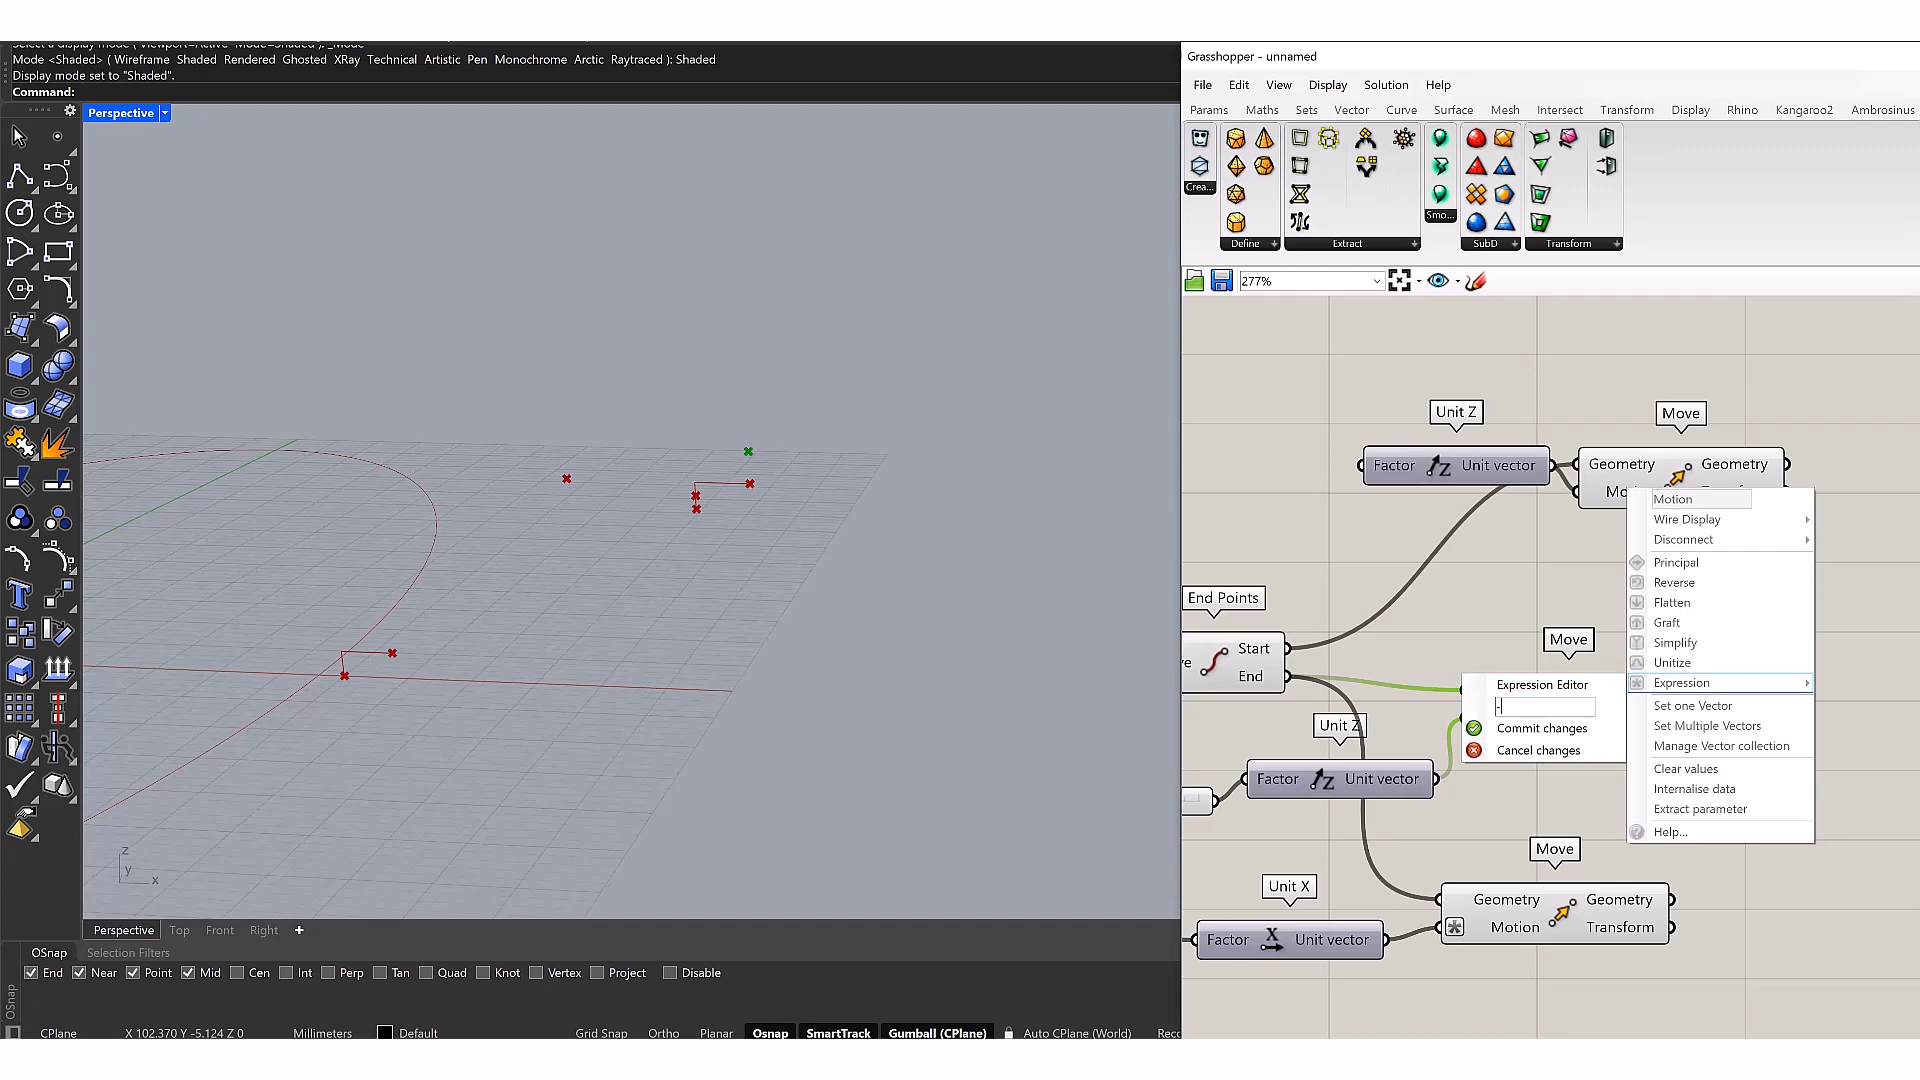 Mode <Shaded> ( Wireframe Shaded Rendered Ghosted XRay Technical Artistic Pen Monochrome Arctic Raytraced ): Shaded
Display mode set to "Shaded".
Command:
Perspective
z
y
x
Perspective Top Front Right
OSnap Selection Filters
End Near Point Mid Cen Int Perp Tan Quad Knot Vertex Project Disable
OSnap
CPlane X 102.370 Y -5.124 Z 0 Millimeters Default Grid Snap Ortho Planar Osnap SmartTrack Gumball (CPlane) Auto CPlane (World)
Grasshopper - unnamed
File Edit View Display Solution Help
Params Maths Sets Vector Curve Surface Mesh Intersect Transform Display Rhino Kangaroo2 Ambrosinus
Crea... Define Extract Smo... SubD Transform
277%
Unit Z
Move
Factor Z Unit vector
Geometry Geometry
Motion
Wire Display
Disconnect
Principal
Reverse
Flatten
Graft
Simplify
Unitize
Expression
Set one Vector
Set Multiple Vectors
Manage Vector collection
Clear values
Internalise data
Extract parameter
Help...
End Points
Start
End
Move
Expression Editor
-
Commit changes
Cancel changes
Unit Z
Factor Z Unit vector
Move
Unit X
Geometry Geometry
Motion Transform
Factor X Unit vector